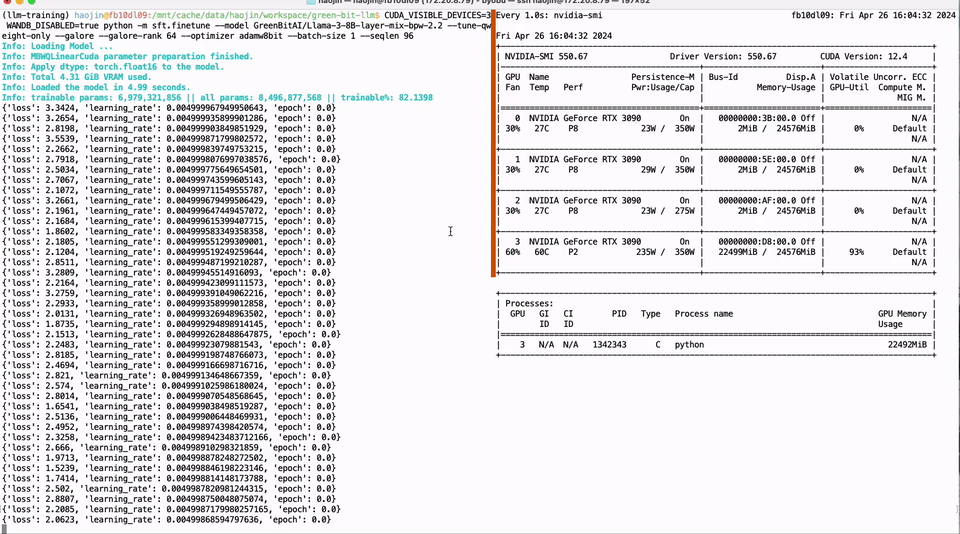 haojin — haojin@fb10dl09: — byobu — ssh haojin@172.20.8.79 — 197×52
(llm-training) haojin@fb10dl09:/mnt/cache/data/haojin/workspace/green-bit-llm$ CUDA_VISIBLE_DEVICES=3
WANDB_DISABLED=true python -m sft.finetune --model GreenBitAI/Llama-3-8B-layer-mix-bpw-2.2 --tune-qw
eight-only --galore --galore-rank 64 --optimizer adamw8bit --batch-size 1 --seqlen 96
Info: Loading Model ...
Info: MBWQLinearCuda parameter preparation finished.
Info: Apply dtype: torch.float16 to the model.
Info: Total 4.31 GiB VRAM used.
Info: Loaded the model in 4.99 seconds.
Info: trainable params: 6,979,321,856 || all params: 8,496,877,568 || trainable%: 82.1398
{'loss': 3.3424, 'learning_rate': 0.004999967949950643, 'epoch': 0.0}
{'loss': 3.2654, 'learning_rate': 0.004999935899901286, 'epoch': 0.0}
{'loss': 2.8198, 'learning_rate': 0.004999903849851929, 'epoch': 0.0}
{'loss': 3.5539, 'learning_rate': 0.004999871799802572, 'epoch': 0.0}
{'loss': 2.2662, 'learning_rate': 0.004999839749753215, 'epoch': 0.0}
{'loss': 2.7918, 'learning_rate': 0.0049998076997038576, 'epoch': 0.0}
{'loss': 2.5034, 'learning_rate': 0.004999775649654501, 'epoch': 0.0}
{'loss': 2.7067, 'learning_rate': 0.004999743599605143, 'epoch': 0.0}
{'loss': 2.1072, 'learning_rate': 0.004999711549555787, 'epoch': 0.0}
{'loss': 3.2661, 'learning_rate': 0.004999679499506429, 'epoch': 0.0}
{'loss': 2.1961, 'learning_rate': 0.004999647449457072, 'epoch': 0.0}
{'loss': 2.1684, 'learning_rate': 0.004999615399407715, 'epoch': 0.0}
{'loss': 1.8602, 'learning_rate': 0.004999583349358358, 'epoch': 0.0}
{'loss': 2.1805, 'learning_rate': 0.004999551299309001, 'epoch': 0.0}
{'loss': 2.1204, 'learning_rate': 0.004999519249259644, 'epoch': 0.0}
{'loss': 2.8511, 'learning_rate': 0.004999487199210287, 'epoch': 0.0}
{'loss': 3.2809, 'learning_rate': 0.00499945514916093, 'epoch': 0.0}
{'loss': 2.2164, 'learning_rate': 0.004999423099111573, 'epoch': 0.0}
{'loss': 3.2759, 'learning_rate': 0.004999391049062216, 'epoch': 0.0}
{'loss': 2.2933, 'learning_rate': 0.004999358999012858, 'epoch': 0.0}
{'loss': 2.0131, 'learning_rate': 0.004999326948963502, 'epoch': 0.0}
{'loss': 1.8735, 'learning_rate': 0.004999294898914145, 'epoch': 0.0}
{'loss': 2.1513, 'learning_rate': 0.0049992628488647875, 'epoch': 0.0}
{'loss': 2.2483, 'learning_rate': 0.00499923079881543, 'epoch': 0.0}
{'loss': 2.8185, 'learning_rate': 0.004999198748766073, 'epoch': 0.0}
{'loss': 2.4694, 'learning_rate': 0.004999166698716716, 'epoch': 0.0}
{'loss': 2.821, 'learning_rate': 0.004999134648667359, 'epoch': 0.0}
{'loss': 2.574, 'learning_rate': 0.0049991025986180024, 'epoch': 0.0}
{'loss': 2.8014, 'learning_rate': 0.004999070548568645, 'epoch': 0.0}
{'loss': 1.6541, 'learning_rate': 0.004999038498519287, 'epoch': 0.0}
{'loss': 2.5136, 'learning_rate': 0.004999006448469931, 'epoch': 0.0}
{'loss': 2.4952, 'learning_rate': 0.004998974398420574, 'epoch': 0.0}
{'loss': 2.3258, 'learning_rate': 0.0049989423483712166, 'epoch': 0.0}
{'loss': 2.666, 'learning_rate': 0.004998910298321859, 'epoch': 0.0}
{'loss': 1.9713, 'learning_rate': 0.004998878248272502, 'epoch': 0.0}
{'loss': 1.5239, 'learning_rate': 0.004998846198223146, 'epoch': 0.0}
{'loss': 1.7414, 'learning_rate': 0.004998814148173788, 'epoch': 0.0}
{'loss': 2.502, 'learning_rate': 0.0049987820981244315, 'epoch': 0.0}
{'loss': 2.8807, 'learning_rate': 0.004998750048075074, 'epoch': 0.0}
{'loss': 2.2085, 'learning_rate': 0.0049987179980257165, 'epoch': 0.0}
{'loss': 2.0623, 'learning_rate': 0.00499868594797636, 'epoch': 0.0}
Every 1.0s: nvidia-smi fb10dl09: Fri Apr 26 16:04:32 2024
Fri Apr 26 16:04:32 2024
NVIDIA-SMI 550.67 Driver Version: 550.67 CUDA Version: 12.4
GPU Name Persistence-M | Bus-Id Disp.A | Volatile Uncorr. ECC
Fan Temp Perf Pwr:Usage/Cap | Memory-Usage | GPU-Util Compute M.
MIG M.
0 NVIDIA GeForce RTX 3090 On | 00000000:3B:00.0 Off | N/A
30% 27C P8 23W / 350W | 2MiB / 24576MiB | 0% Default
N/A
1 NVIDIA GeForce RTX 3090 On | 00000000:5E:00.0 Off | N/A
30% 27C P8 29W / 350W | 2MiB / 24576MiB | 0% Default
N/A
2 NVIDIA GeForce RTX 3090 On | 00000000:AF:00.0 Off | N/A
30% 27C P8 23W / 275W | 2MiB / 24576MiB | 0% Default
N/A
3 NVIDIA GeForce RTX 3090 On | 00000000:D8:00.0 Off | N/A
60% 60C P2 235W / 350W | 22499MiB / 24576MiB | 93% Default
N/A
Processes:
GPU GI CI PID Type Process name GPU Memory
ID ID Usage
3 N/A N/A 1342343 C python 22492MiB